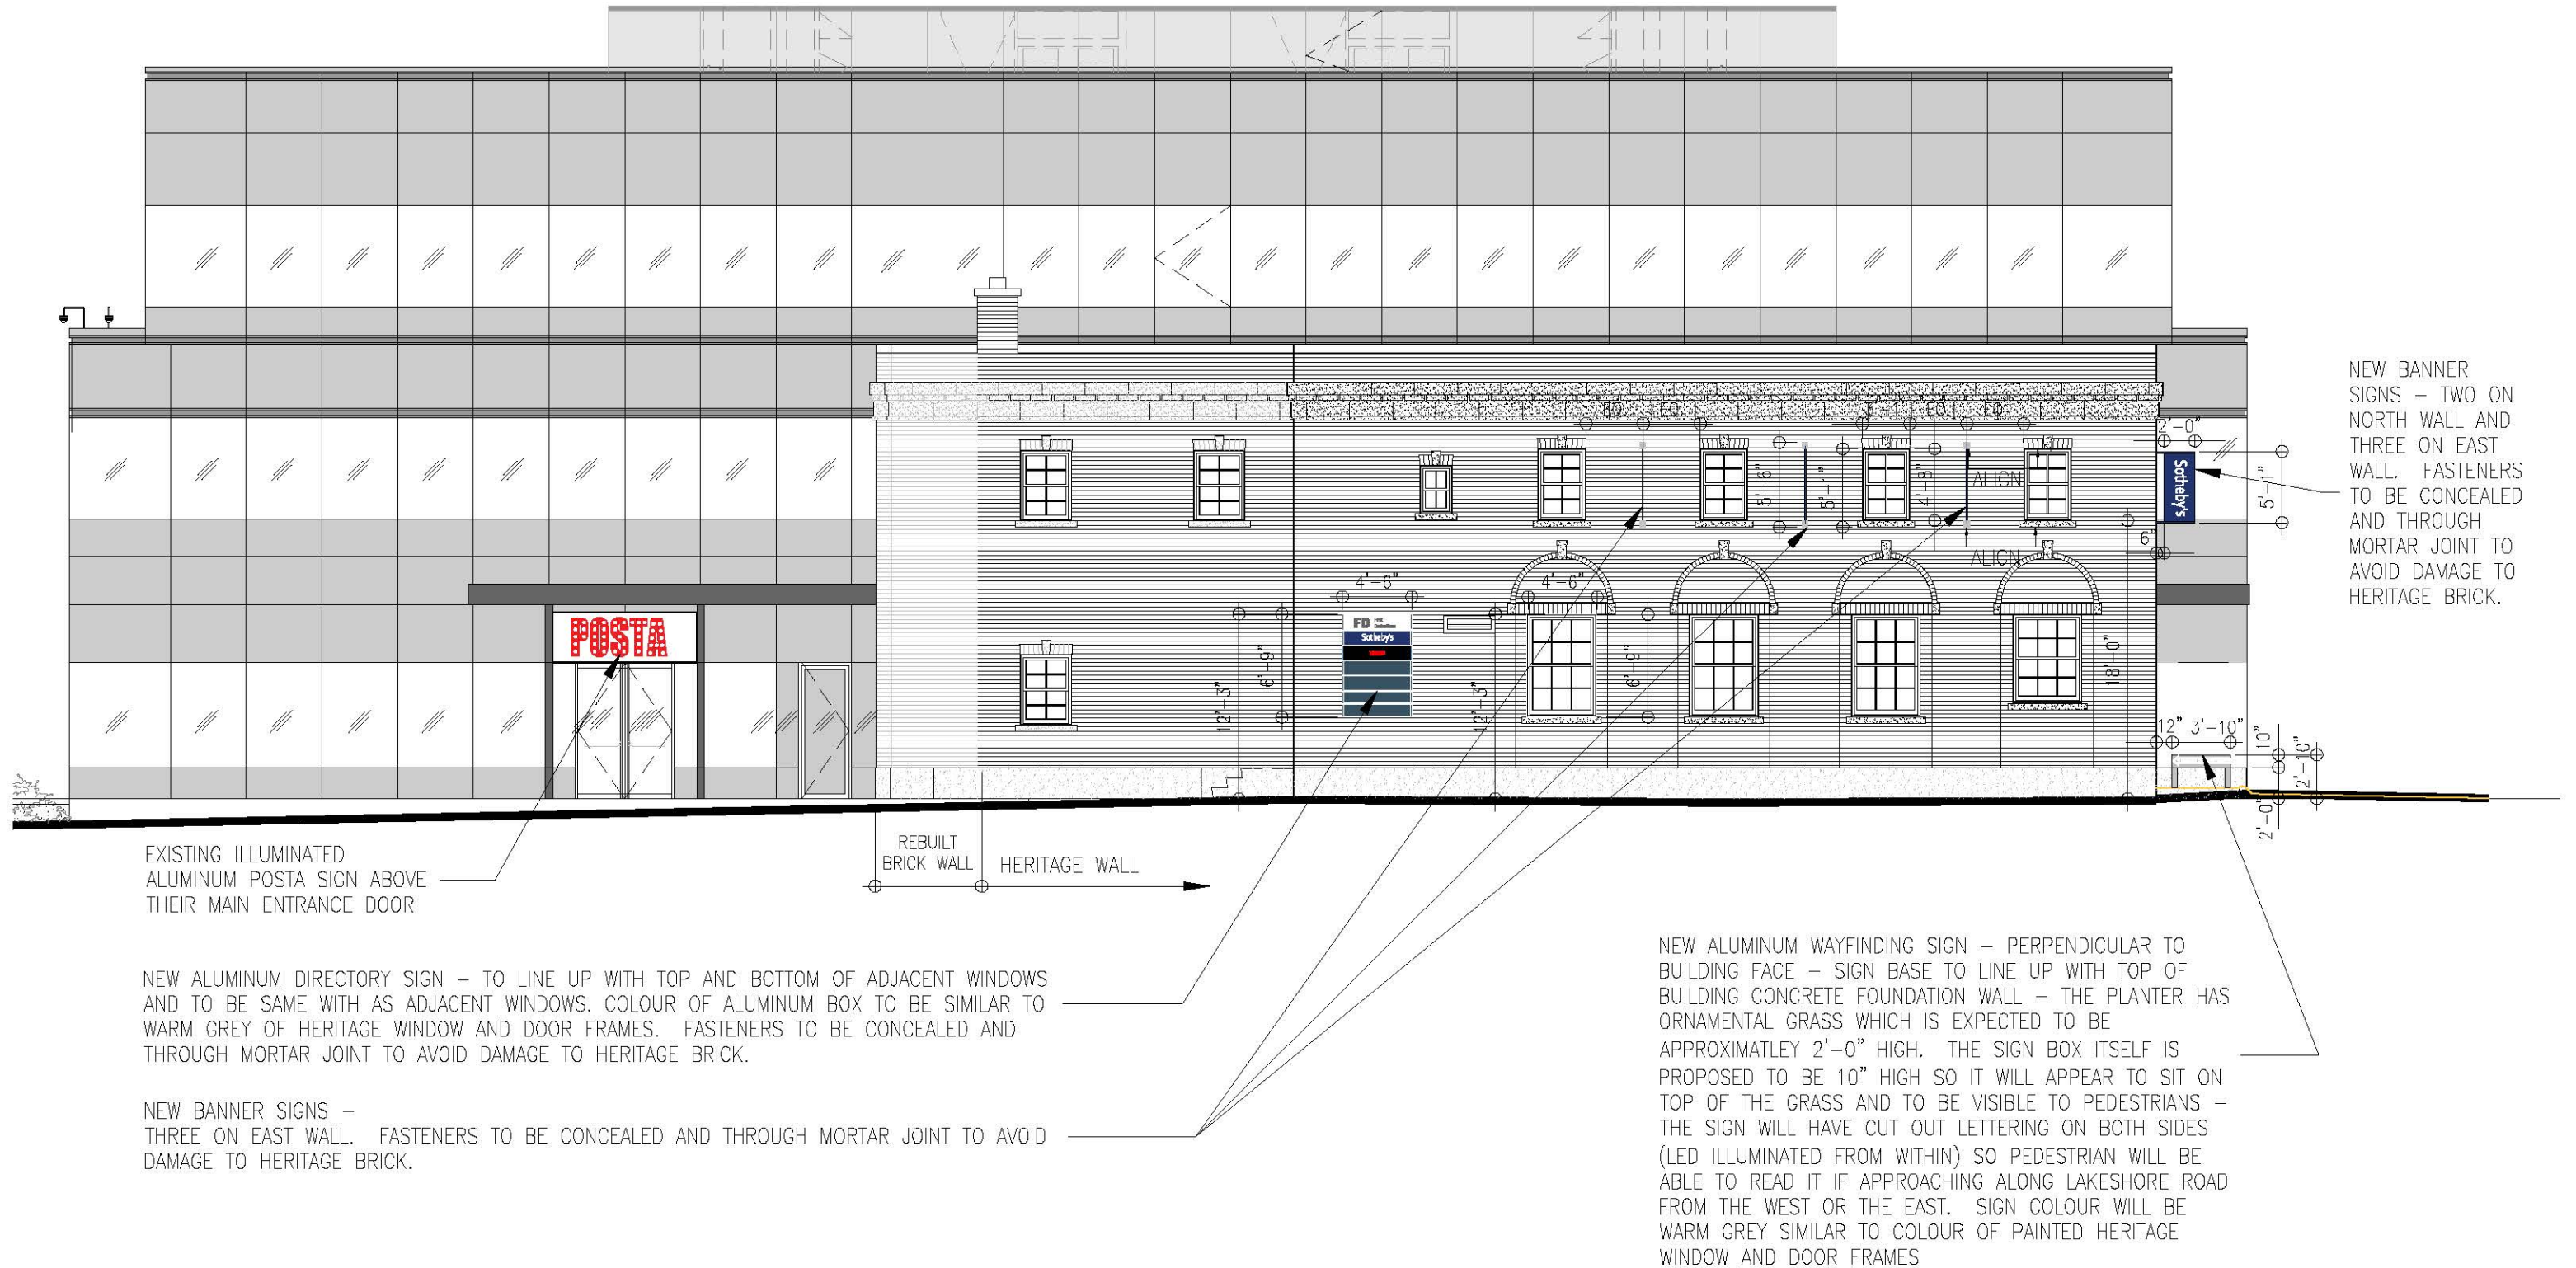 NEW BANNER
SIGNS – TWO ON
NORTH WALL AND
THREE ON EAST
WALL. FASTENERS
TO BE CONCEALED
AND THROUGH
MORTAR JOINT TO
AVOID DAMAGE TO
HERITAGE BRICK.
EQ
EQ
2'-0"
5'-6"
4'-8"
ALIGN
Sotheby's
5'-1"
6"
ALIGN
4'-6"
4'-6"
POSTA
FD First
Sotheby's
12'-3"
6'-9"
12'-3"
18'-0"
12" 3'-10"
10"
2'-10"
2'-0"
REBUILT
BRICK WALL
HERITAGE WALL
EXISTING ILLUMINATED
ALUMINUM POSTA SIGN ABOVE
THEIR MAIN ENTRANCE DOOR
NEW ALUMINUM DIRECTORY SIGN – TO LINE UP WITH TOP AND BOTTOM OF ADJACENT WINDOWS
AND TO BE SAME WITH AS ADJACENT WINDOWS. COLOUR OF ALUMINUM BOX TO BE SIMILAR TO
WARM GREY OF HERITAGE WINDOW AND DOOR FRAMES. FASTENERS TO BE CONCEALED AND
THROUGH MORTAR JOINT TO AVOID DAMAGE TO HERITAGE BRICK.
NEW BANNER SIGNS –
THREE ON EAST WALL. FASTENERS TO BE CONCEALED AND THROUGH MORTAR JOINT TO AVOID
DAMAGE TO HERITAGE BRICK.
NEW ALUMINUM WAYFINDING SIGN – PERPENDICULAR TO
BUILDING FACE – SIGN BASE TO LINE UP WITH TOP OF
BUILDING CONCRETE FOUNDATION WALL – THE PLANTER HAS
ORNAMENTAL GRASS WHICH IS EXPECTED TO BE
APPROXIMATLEY 2'-0" HIGH. THE SIGN BOX ITSELF IS
PROPOSED TO BE 10" HIGH SO IT WILL APPEAR TO SIT ON
TOP OF THE GRASS AND TO BE VISIBLE TO PEDESTRIANS –
THE SIGN WILL HAVE CUT OUT LETTERING ON BOTH SIDES
(LED ILLUMINATED FROM WITHIN) SO PEDESTRIAN WILL BE
ABLE TO READ IT IF APPROACHING ALONG LAKESHORE ROAD
FROM THE WEST OR THE EAST. SIGN COLOUR WILL BE
WARM GREY SIMILAR TO COLOUR OF PAINTED HERITAGE
WINDOW AND DOOR FRAMES